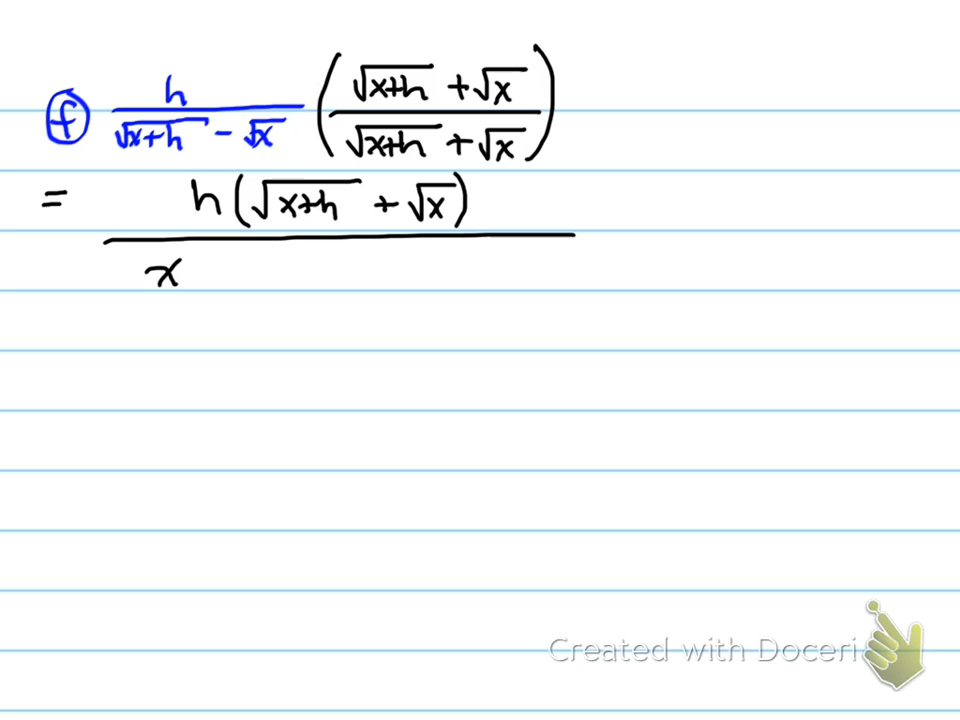 ⓕ h/(√(x+h) - √x) ((√(x+h) + √x)/(√(x+h) + √x))
= h(√(x+h) + √x)
x
Created with Doceri